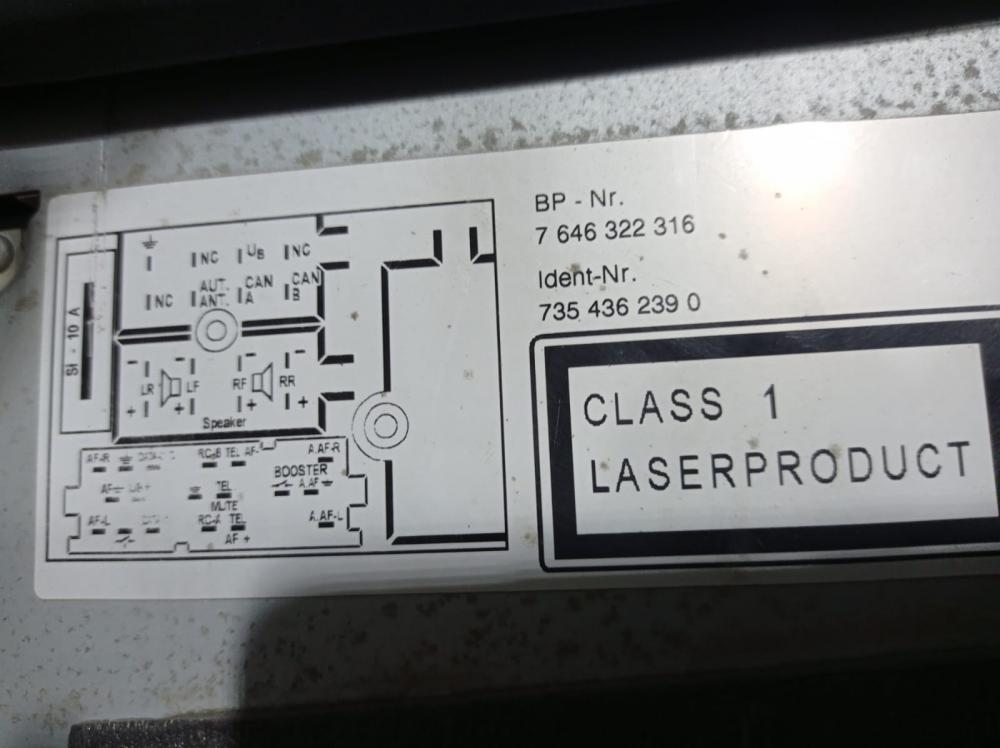 BP - Nr.
7 646 322 316
Ident-Nr.
735 436 239 0
CLASS 1
LASERPRODUCT
NC UB NC
NC AUT. ANT. CAN A CAN B
SI - 10 A
- - - -
LR LF RF RR
+ + + +
Speaker
AF-R RC-B TEL AF- A.AF-R
BOOSTER
AF TEL A.AF
MUTE
AF-L RC-A TEL A.AF-L
AF +